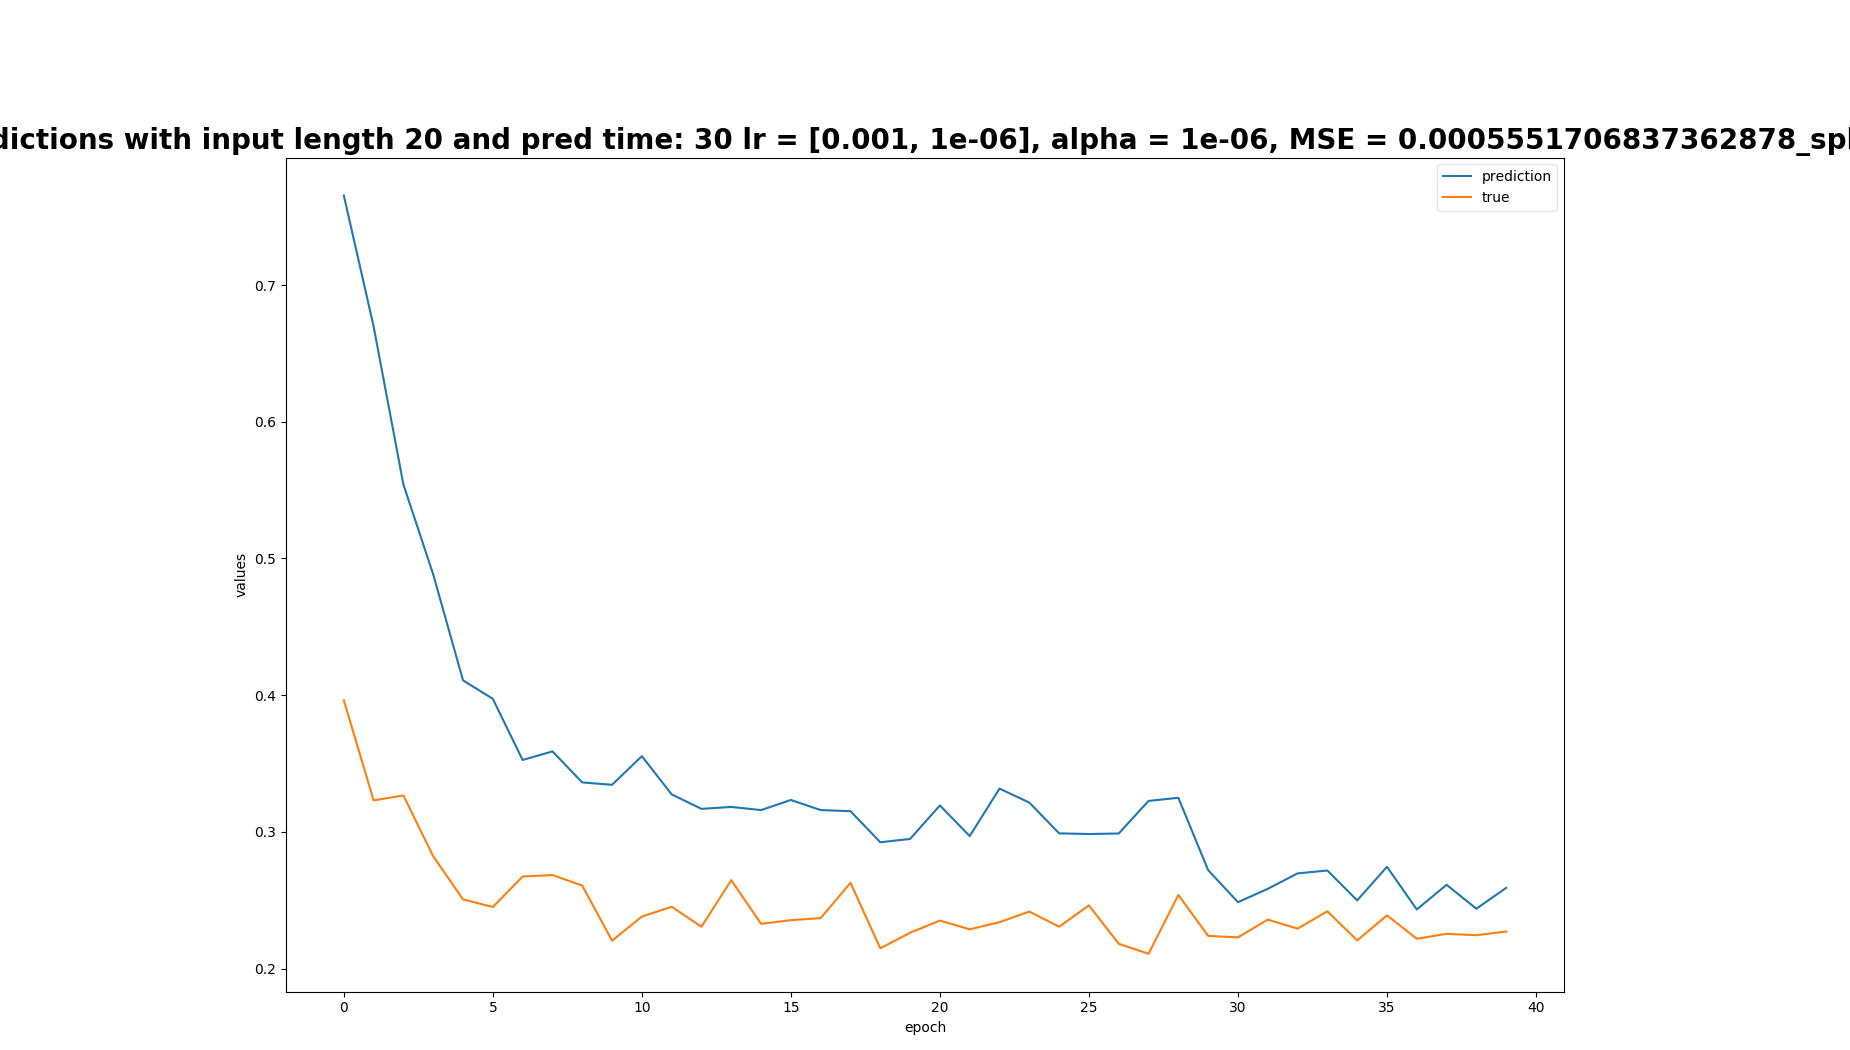 dictions with input length 20 and pred time: 30 lr = [0.001, 1e-06], alpha = 1e-06, MSE = 0.0005551706837362878_spl
prediction
true
0.7
0.6
0.5
0.4
0.3
0.2
values
0 5 10 15 20 25 30 35 40
epoch